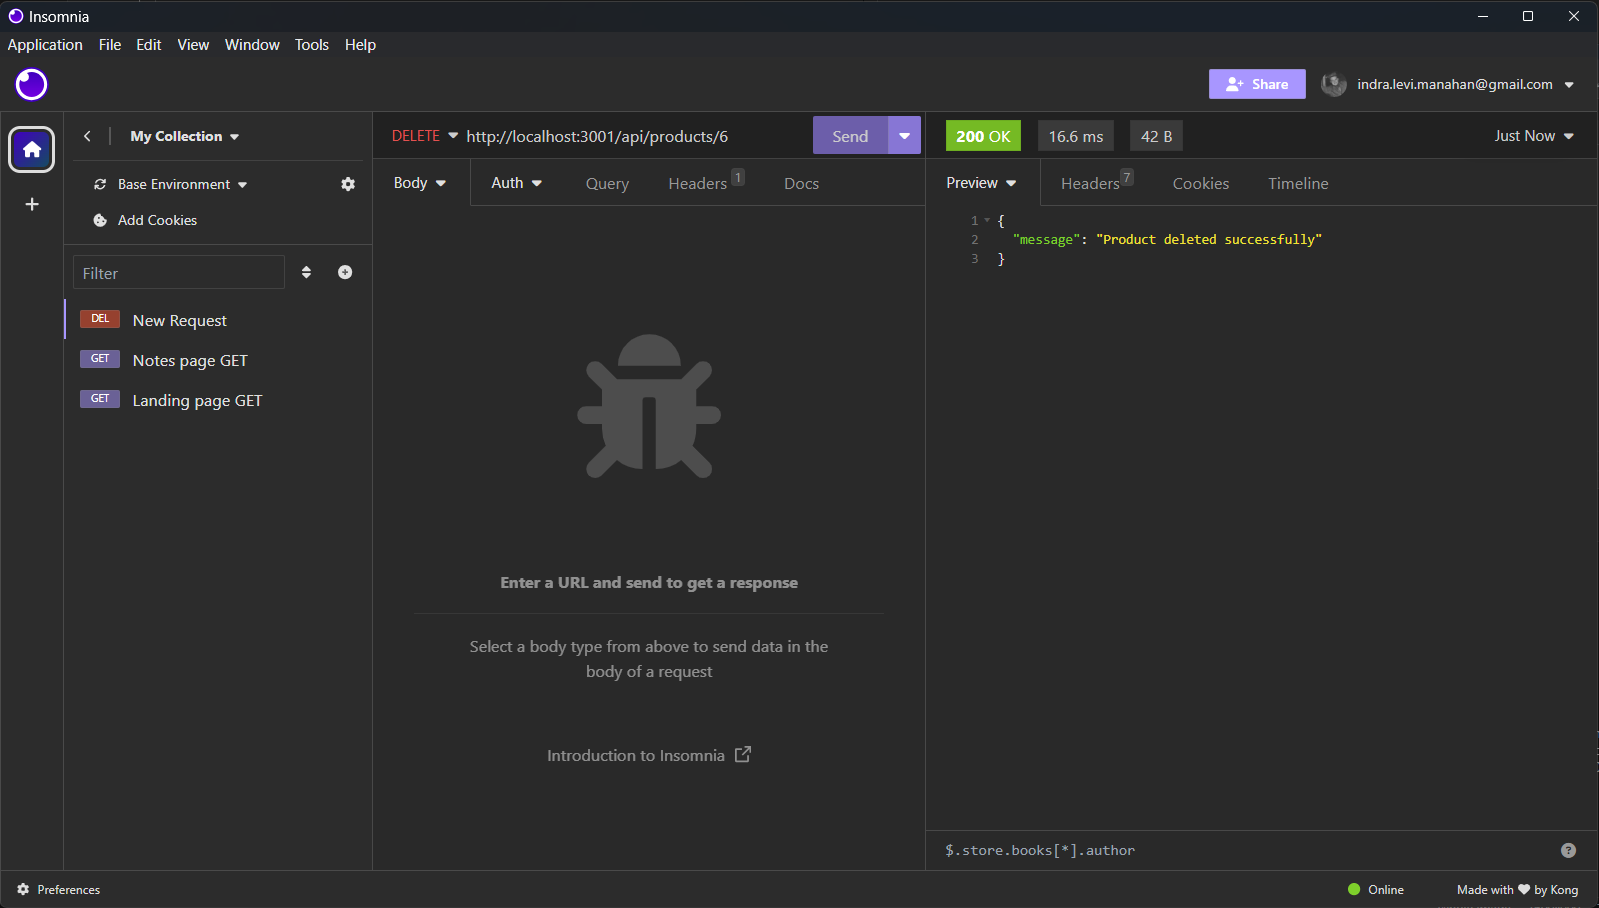 Insomnia
Application File Edit View Window Tools Help
Share indra.levi.manahan@gmail.com
My Collection
DELETE http://localhost:3001/api/products/6 Send
200 OK 16.6 ms 42 B Just Now
Base Environment
Add Cookies
Body Auth Query Headers 1 Docs
Preview Headers 7 Cookies Timeline
1 {
2 "message": "Product deleted successfully"
3 }
Filter
DEL New Request
GET Notes page GET
GET Landing page GET
Enter a URL and send to get a response
Select a body type from above to send data in the
body of a request
Introduction to Insomnia
$.store.books[*].author ?
Preferences Online Made with ❤ by Kong